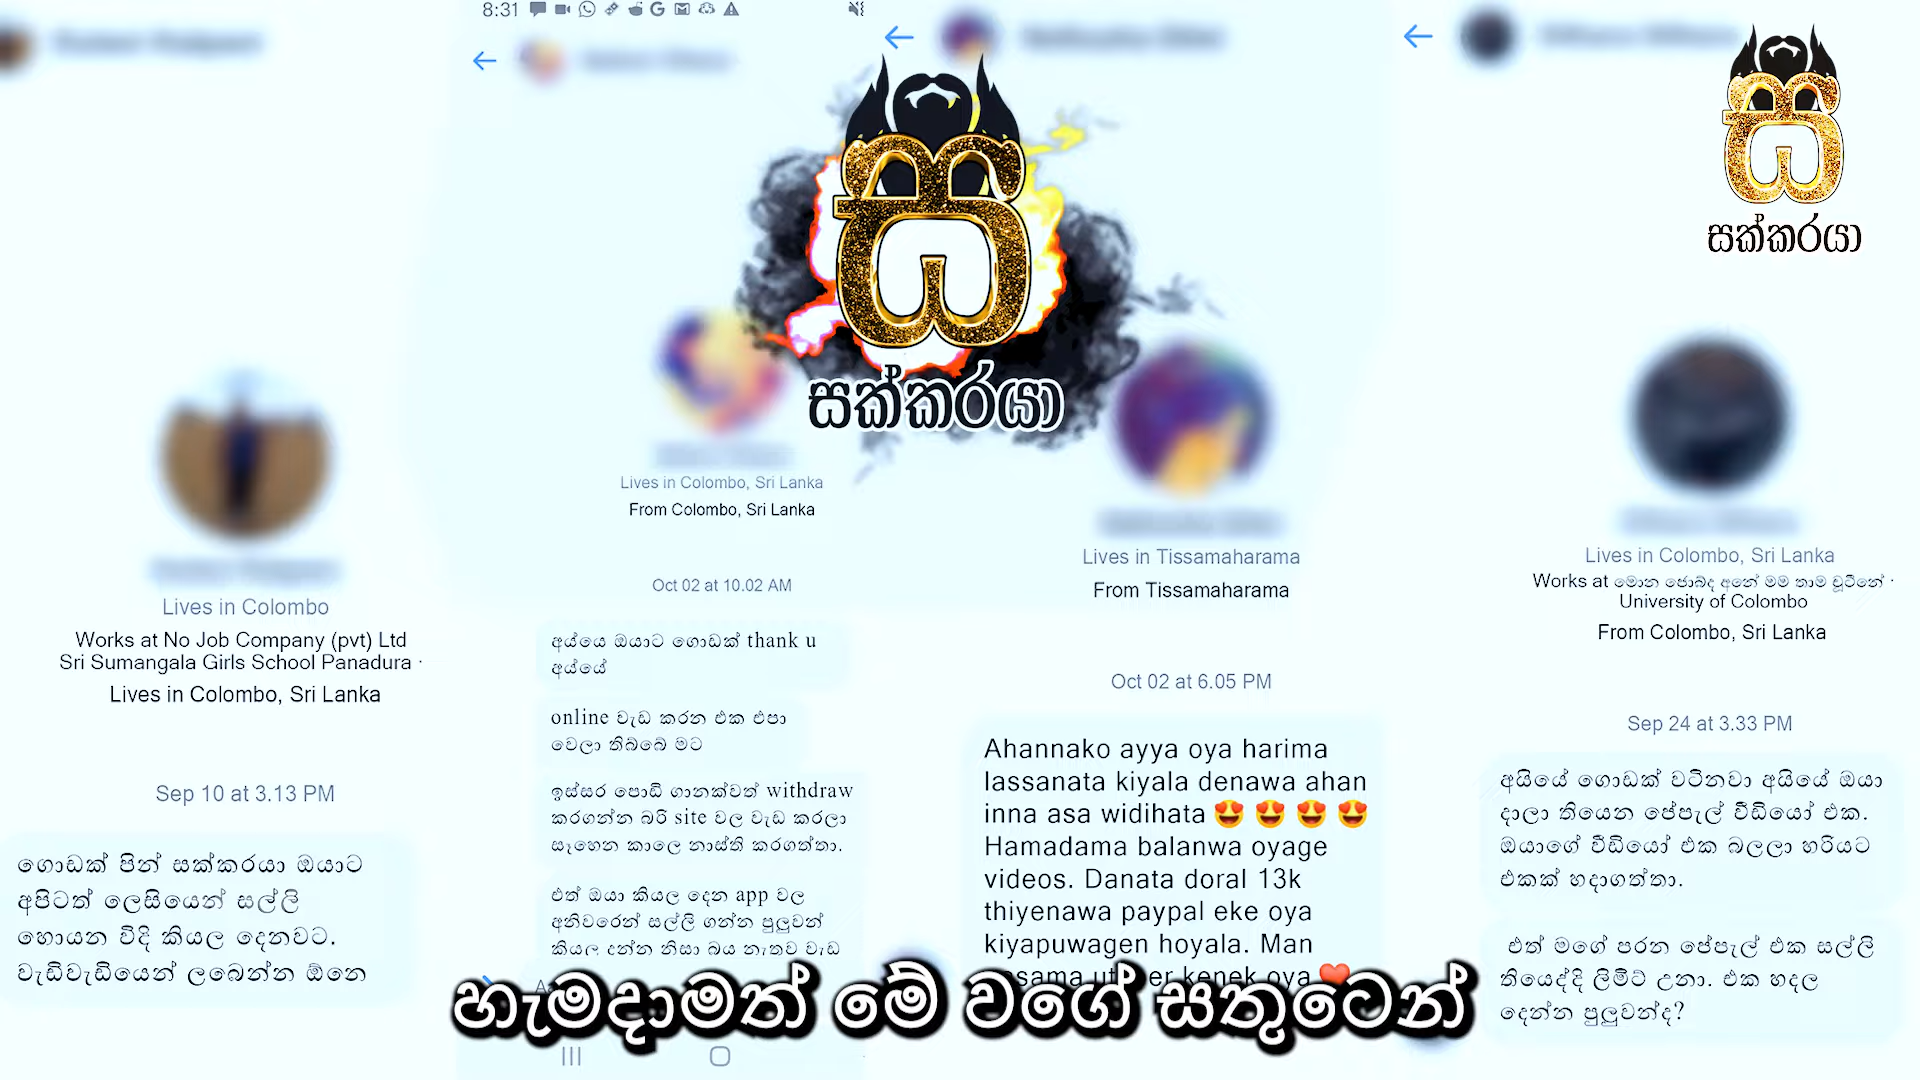 Lives in Colombo
Works at No Job Company (pvt) Ltd
Sri Sumangala Girls School Panadura ·
Lives in Colombo, Sri Lanka
Sep 10 at 3.13 PM
ගොඩක් පින් සක්කරයා ඔයාට
අපිටත් ලෙසියෙන් සල්ලි
හොයන විදි කියල දෙනවට.
වැඩිවැඩියෙන් ලබෙන්න ඕනෙ
8:31
Lives in Colombo, Sri Lanka
From Colombo, Sri Lanka
Oct 02 at 10.02 AM
අය්යෙ ඔයාට ගොඩක් thank u
අය්යේ
online වැඩ කරන එක එපා
වෙලා තිබ්බේ මට
ඉස්සර පොඩි ගානක්වත් withdraw
කරගන්න බරි site වල වැඩ කරලා
සෑහෙන කාලෙ නාස්ති කරගත්තා.
එත් ඔයා කියල දෙන app වල
අනිවරෙන් සල්ලි ගන්න පුලුවන්
කියල දන්න නිසා බය නැතුව වැඩ
සක්කරයා
Lives in Tissamaharama
From Tissamaharama
Oct 02 at 6.05 PM
Ahannako ayya oya harima
lassanata kiyala denawa ahan
inna asa widihata 😍 😍 😍 😍
Hamadama balanwa oyage
videos. Danata doral 13k
thiyenawa paypal eke oya
kiyapuwagen hoyala. Man
kenek oya ❤
සක්කරයා
Lives in Colombo, Sri Lanka
Works at මොන ජොබ්ද අනේ මම තාම චූටිනේ ·
University of Colombo
From Colombo, Sri Lanka
Sep 24 at 3.33 PM
අයියේ ගොඩක් වටිනවා අයියේ ඔයා
දාලා තියෙන පේපැල් වීඩියෝ එක.
ඔයාගේ වීඩියෝ එක බලලා හරියට
එකක් හදාගත්තා.
එත් මගේ පරන පේපැල් එක සල්ලි
තියෙද්දි ලිමිට් උනා. එක හදල
දෙන්න පුලුවන්ද?
හැමදාමත් මේ වගේ සතුටෙන්